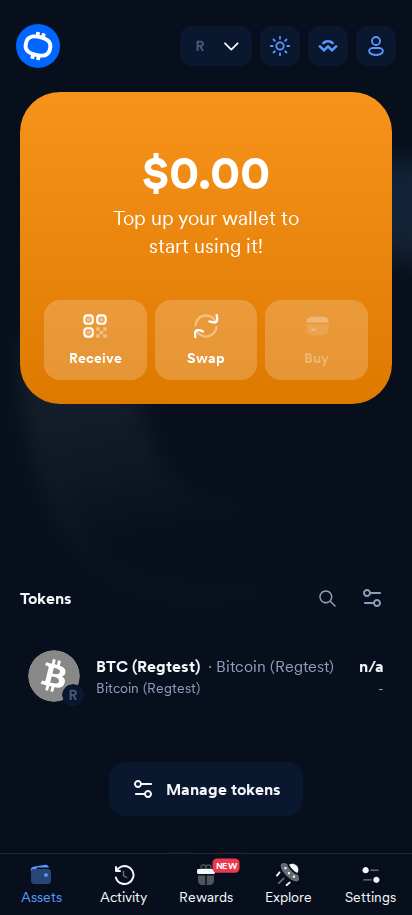 R
$0.00
Top up your wallet to
start using it!
Receive
Swap
Buy
Tokens
BTC (Regtest) · Bitcoin (Regtest) n/a
R
Bitcoin (Regtest) -
Manage tokens
NEW
Assets
Activity
Rewards
Explore
Settings